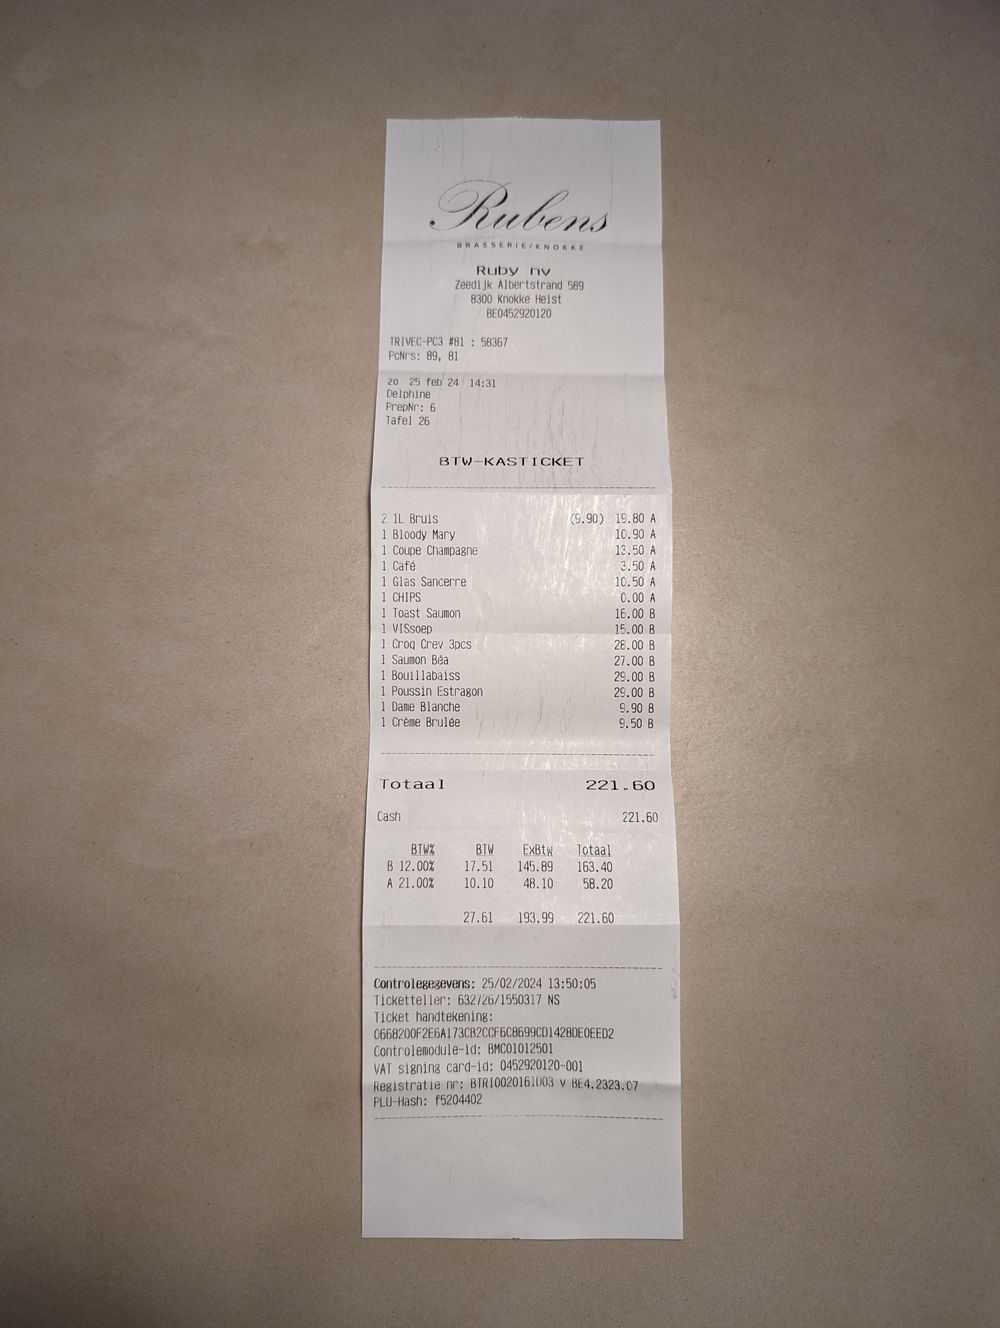 Rubens
BRASSERIE/KNOKKE
Ruby nv
Zeedijk Albertstrand 589
8300 Knokke Heist
BE0452920120
TRIVEC-PC3 #81 : 58367
PcNrs: 89, 81
zo 25 feb 24 14:31
Delphine
PrepNr: 6
Tafel 26
BTW-KASTICKET
2 1L Bruis (9.90) 19.80 A
1 Bloody Mary 10.90 A
1 Coupe Champagne 13.50 A
1 Café 3.50 A
1 Glas Sancerre 10.50 A
1 CHIPS 0.00 A
1 Toast Saumon 16.00 B
1 VISsoep 15.00 B
1 Croq Crev 3pcs 28.00 B
1 Saumon Béa 27.00 B
1 Bouillabaiss 29.00 B
1 Poussin Estragon 29.00 B
1 Dame Blanche 9.90 B
1 Crème Brulée 9.50 B
Totaal 221.60
Cash 221.60
BTW% BTW ExBtw Totaal
B 12.00% 17.51 145.89 163.40
A 21.00% 10.10 48.10 58.20
27.61 193.99 221.60
Controlegegevens: 25/02/2024 13:50:05
Ticketteller: 632726/1550317 NS
Ticket handtekening:
0668200F2E6A173CB2CCF6C8699CD1428DE0EED2
Controlemodule-id: BMC01012501
VAT signing card-id: 0452920120-001
Registratie nr: BTRI0020161D03 v BE4.2323.07
PLU-Hash: f5204402